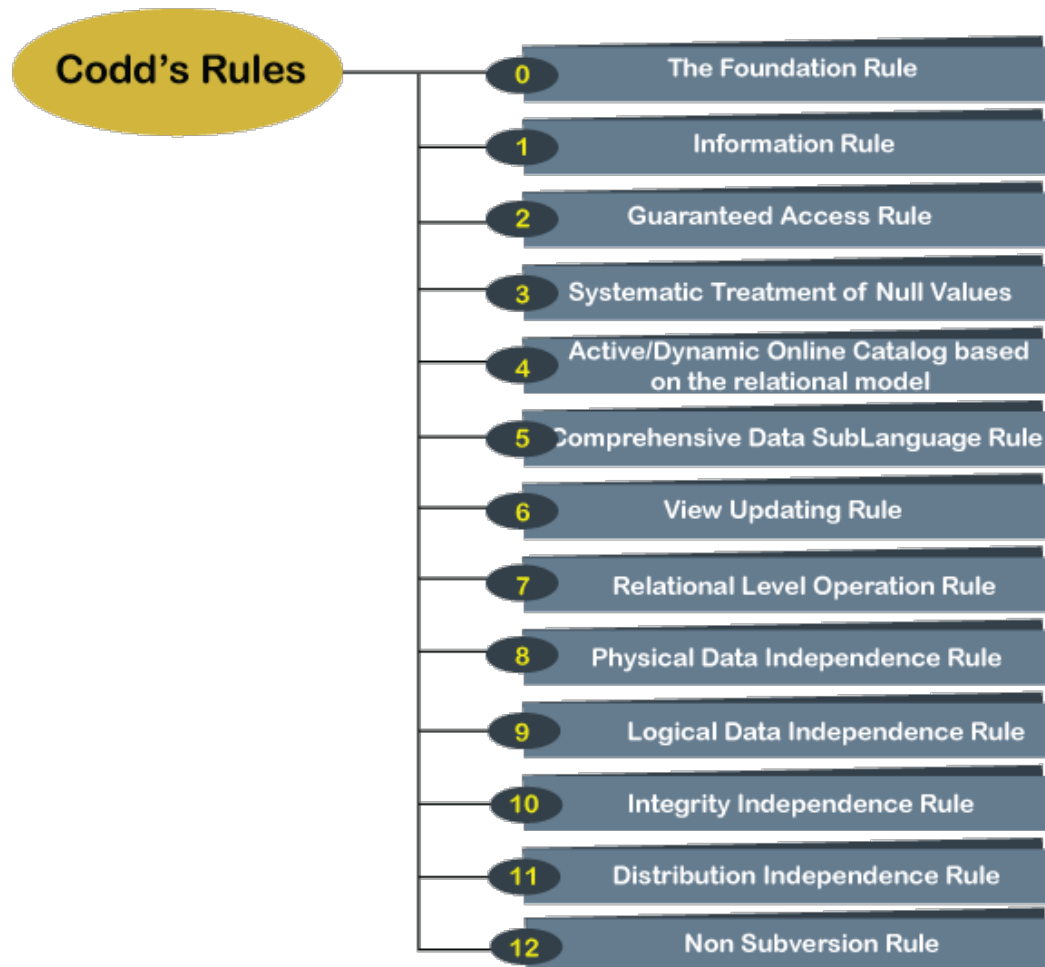 Codd's Rules
0
The Foundation Rule
1
Information Rule
2
Guaranteed Access Rule
3
Systematic Treatment of Null Values
4
Active/Dynamic Online Catalog based
on the relational model
5
Comprehensive Data SubLanguage Rule
6
View Updating Rule
7
Relational Level Operation Rule
8
Physical Data Independence Rule
9
Logical Data Independence Rule
10
Integrity Independence Rule
11
Distribution Independence Rule
12
Non Subversion Rule